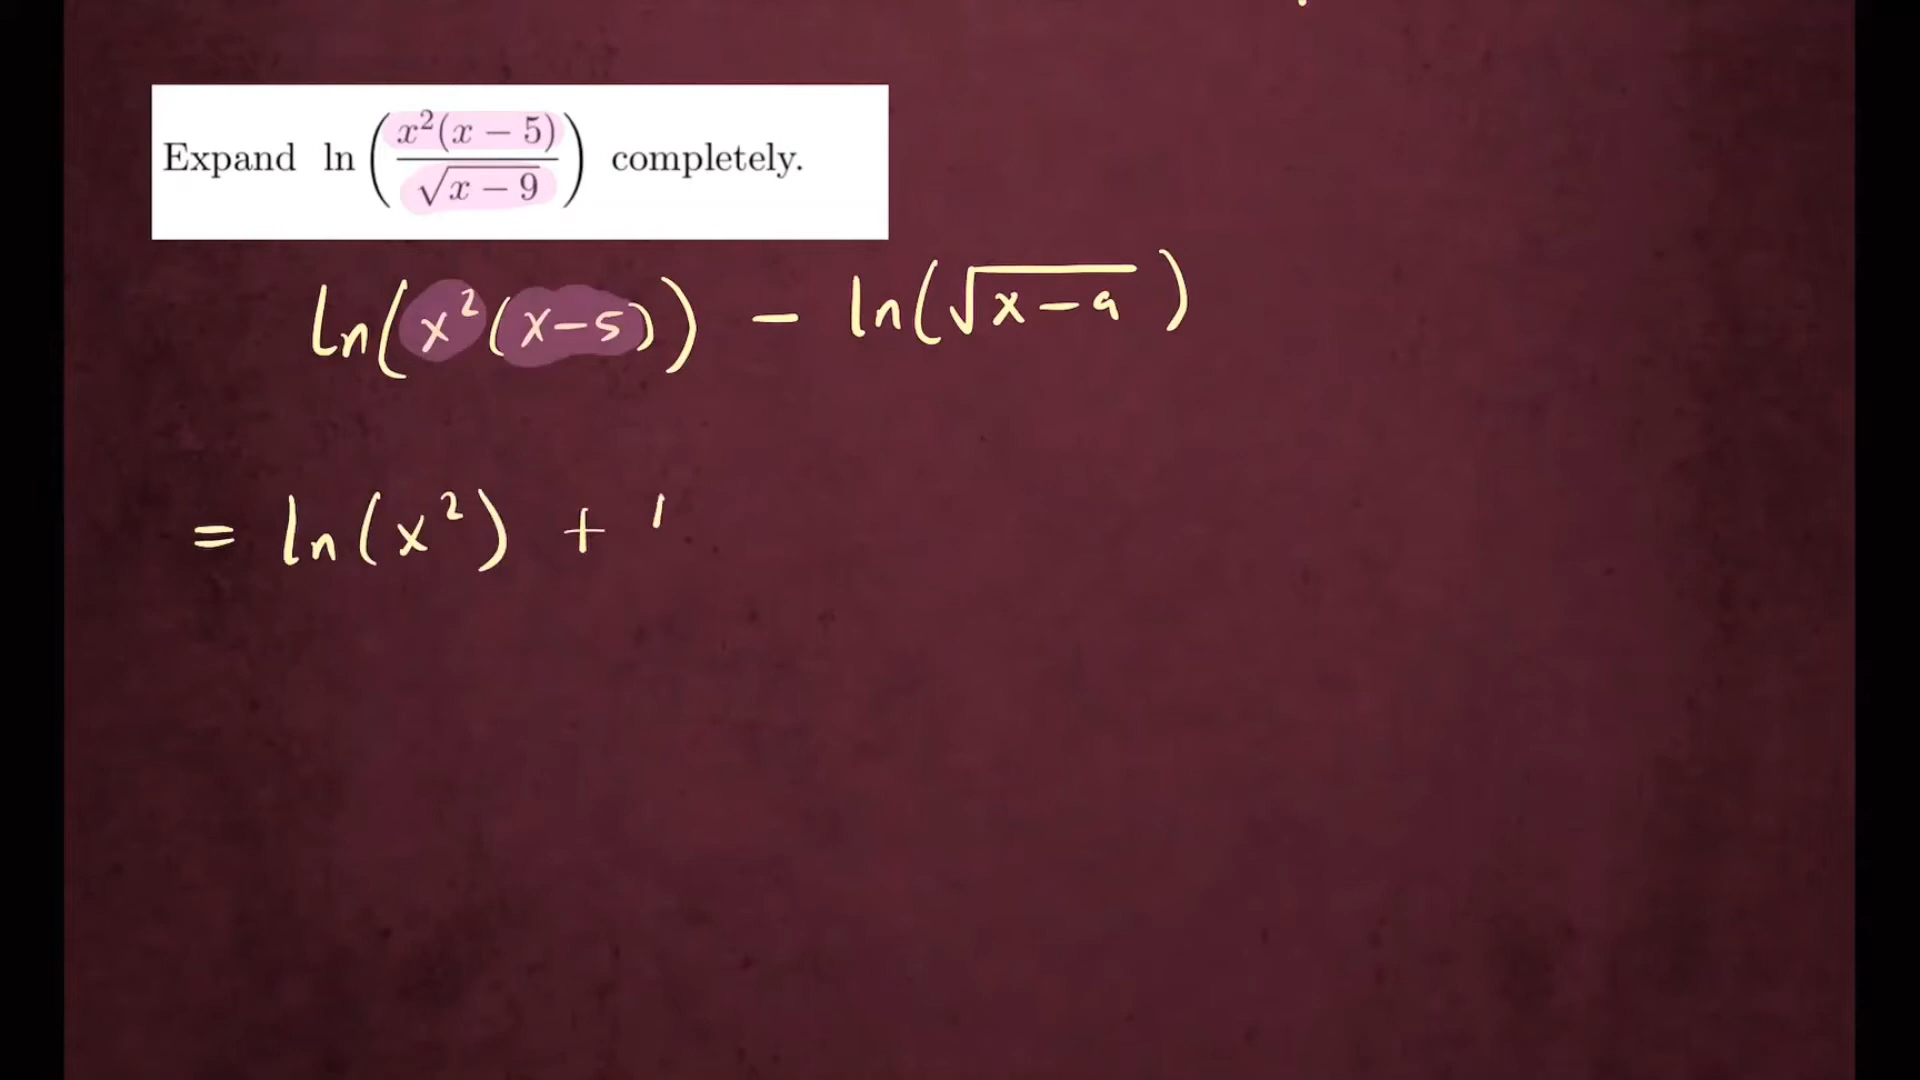 Expand ln(x²(x − 5)/√(x − 9)) completely.
ln(x²(x−5)) − ln(√(x−9))
= ln(x²) +